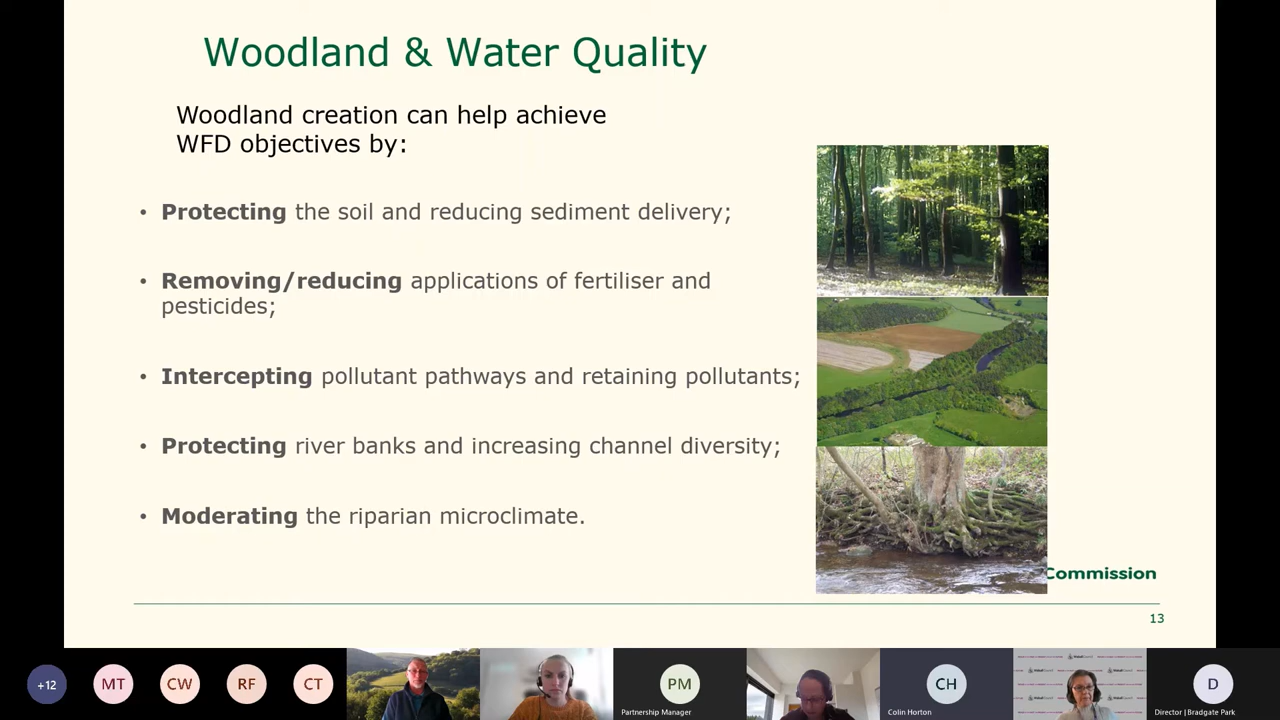 Woodland & Water Quality
Woodland creation can help achieve
WFD objectives by:
• Protecting the soil and reducing sediment delivery;
• Removing/reducing applications of fertiliser and
pesticides;
• Intercepting pollutant pathways and retaining pollutants;
• Protecting river banks and increasing channel diversity;
• Moderating the riparian microclimate.
Commission
13
+12
MT
CW
RF
CT
PM
Partnership Manager
CH
Colin Horton
D
Director | Bradgate Park